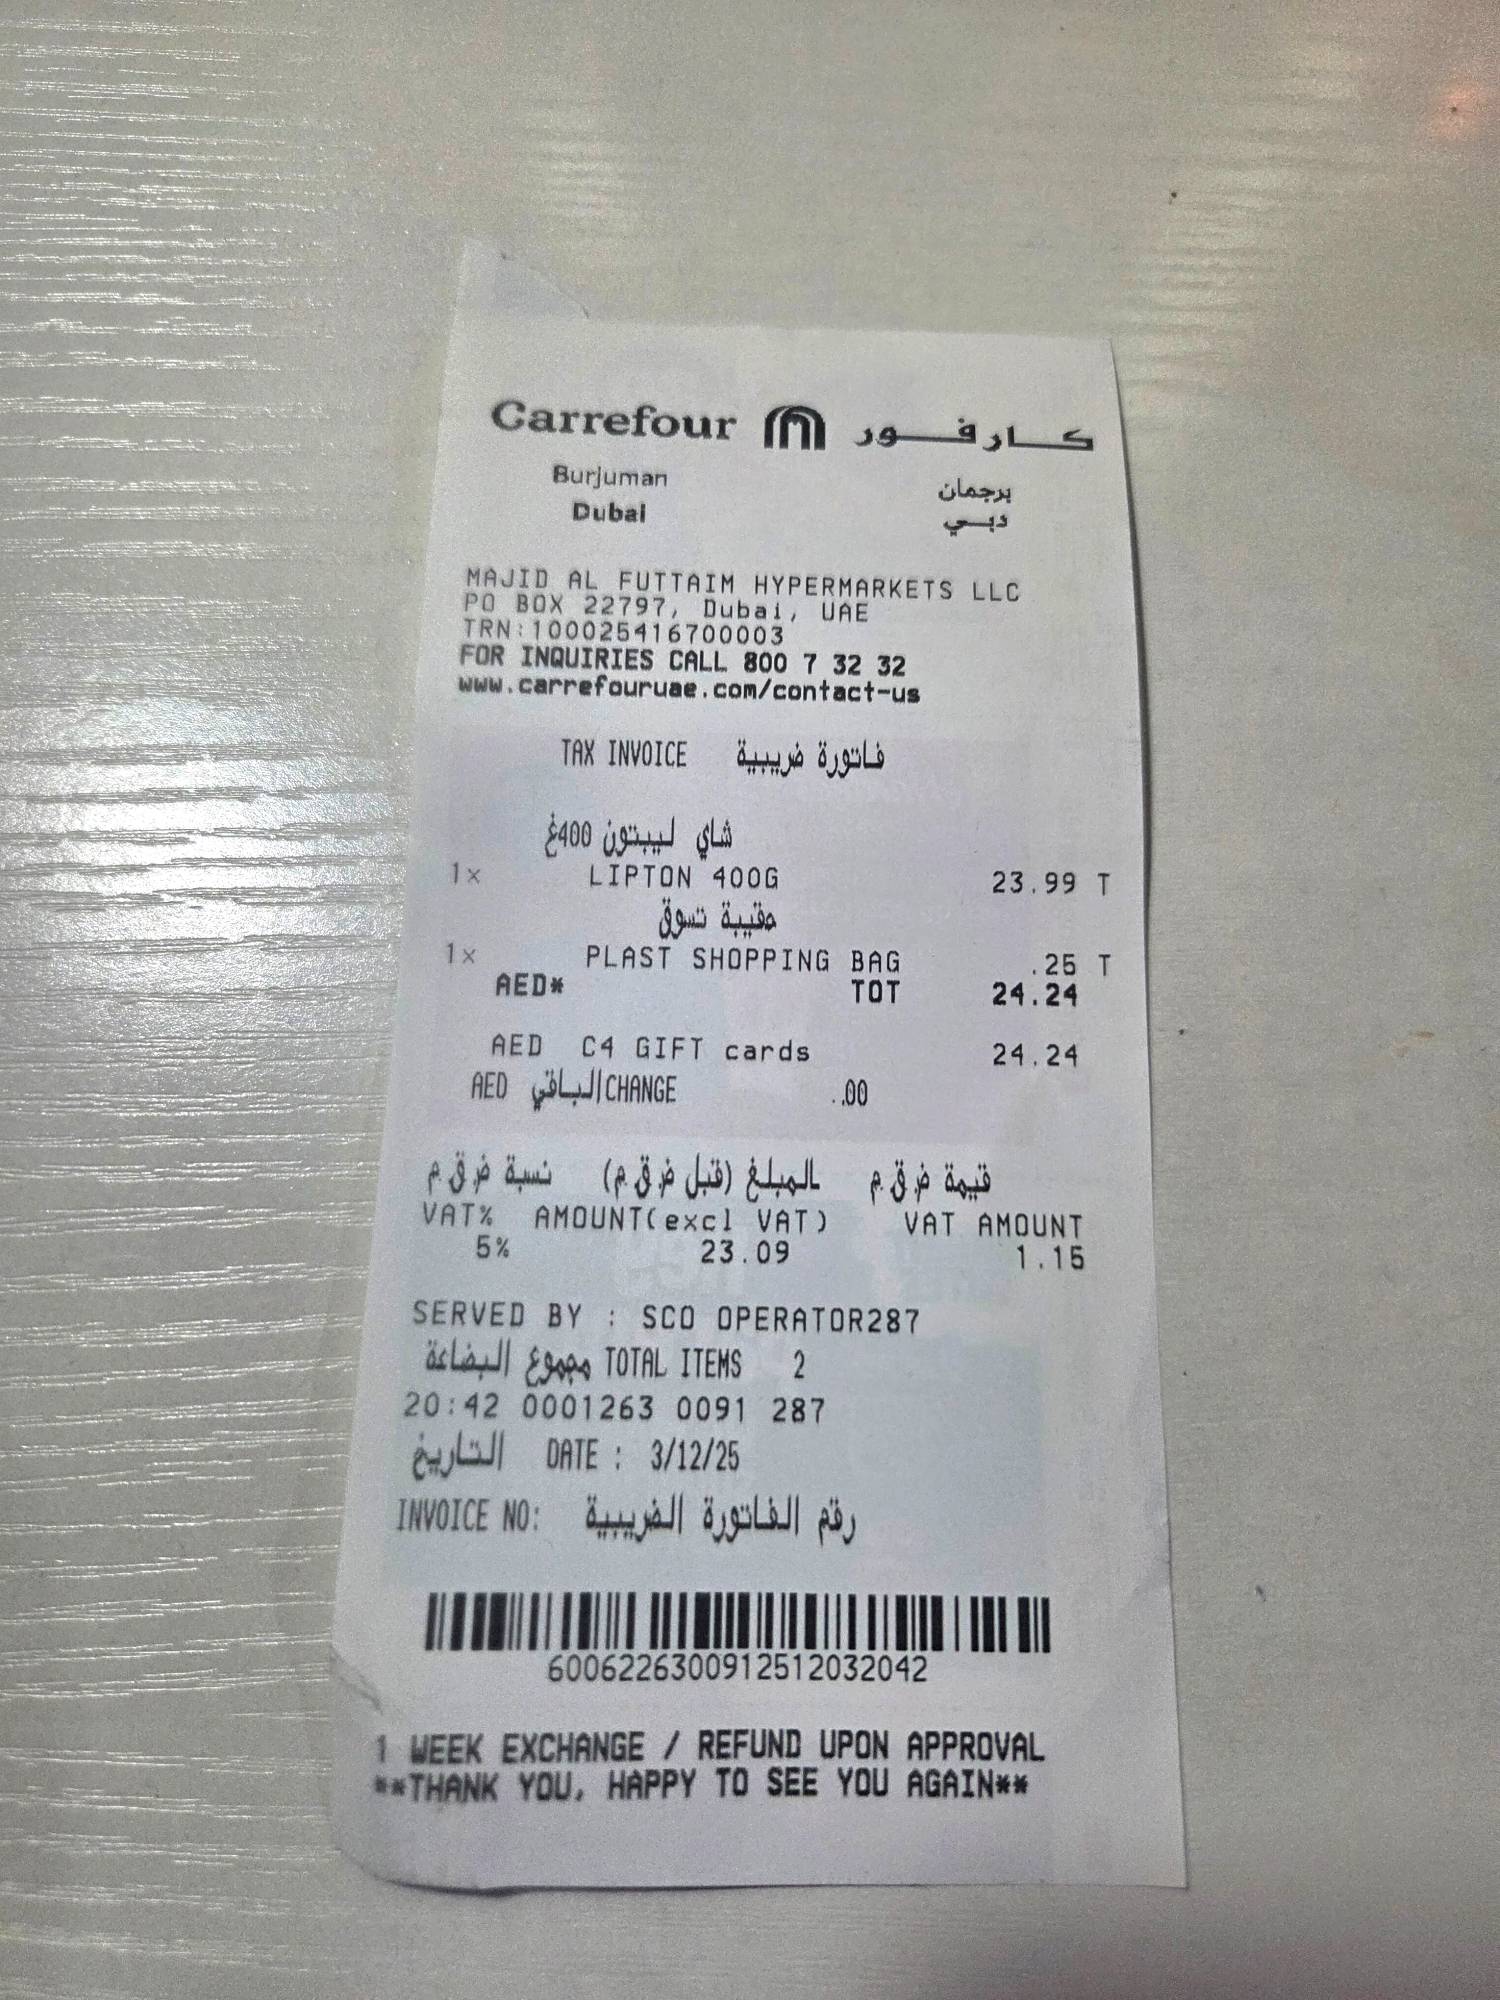 Carrefour كارفور
Burjuman برجمان
Dubai دبي
MAJID AL FUTTAIM HYPERMARKETS LLC
PO BOX 22797, Dubai, UAE
TRN:100025416700003
FOR INQUIRIES CALL 800 7 32 32
www.carrefouruae.com/contact-us
TAX INVOICE فاتورة ضريبية
شاي ليبتون 400غ
1x LIPTON 400G 23.99 T
حقيبة تسوق
1x PLAST SHOPPING BAG .25 T
AED* TOT 24.24
AED C4 GIFT cards 24.24
AED الباقي CHANGE .00
نسبة ض.ق.م المبلغ (قبل ض.ق.م) قيمة ض.ق.م
VAT% AMOUNT(excl VAT) VAT AMOUNT
5% 23.09 1.15
SERVED BY : SCO OPERATOR287
مجموع البضاعة TOTAL ITEMS 2
20:42 0001263 0091 287
التاريخ DATE : 3/12/25
INVOICE NO: رقم الفاتورة الضريبية
6006226300912512032042
1 WEEK EXCHANGE / REFUND UPON APPROVAL
**THANK YOU, HAPPY TO SEE YOU AGAIN**